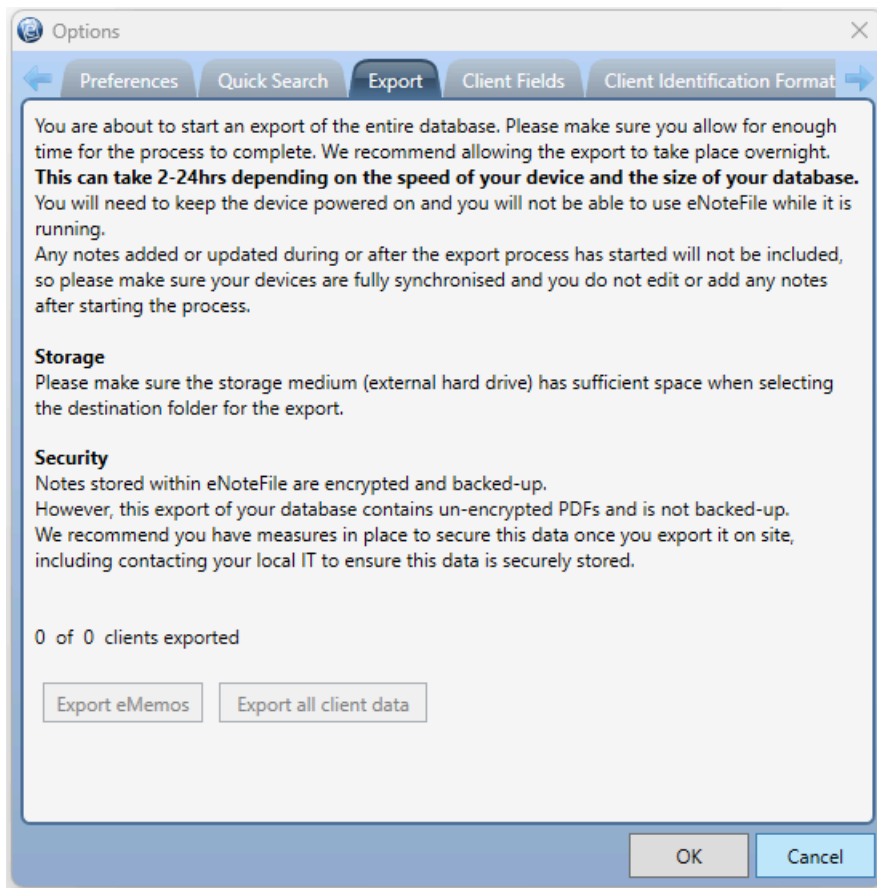 Options
Preferences
Quick Search
Export
Client Fields
Client Identification Format
You are about to start an export of the entire database. Please make sure you allow for enough
time for the process to complete. We recommend allowing the export to take place overnight.
This can take 2-24hrs depending on the speed of your device and the size of your database.
You will need to keep the device powered on and you will not be able to use eNoteFile while it is
running.
Any notes added or updated during or after the export process has started will not be included,
so please make sure your devices are fully synchronised and you do not edit or add any notes
after starting the process.
Storage
Please make sure the storage medium (external hard drive) has sufficient space when selecting
the destination folder for the export.
Security
Notes stored within eNoteFile are encrypted and backed-up.
However, this export of your database contains un-encrypted PDFs and is not backed-up.
We recommend you have measures in place to secure this data once you export it on site,
including contacting your local IT to ensure this data is securely stored.
0 of 0 clients exported
Export eMemos
Export all client data
OK
Cancel